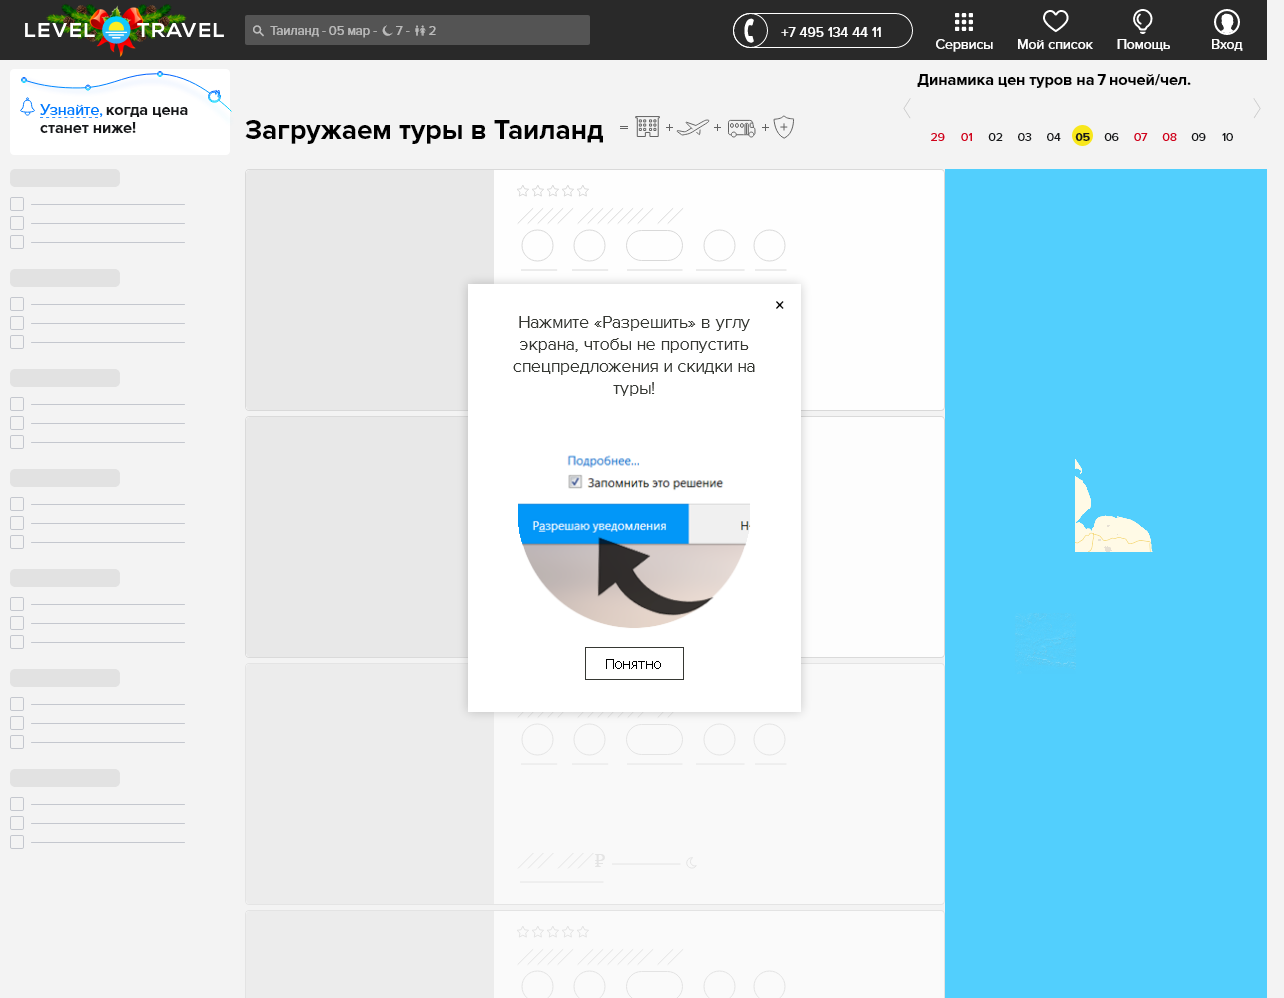 LEVEL TRAVEL
Таиланд - 05 мар - 7 - 2
+7 495 134 44 11
Сервисы
Мой список
Помощь
Вход
Узнайте, когда цена
станет ниже!
Загружаем туры в Таиланд
= + + +
Динамика цен туров на 7 ночей/чел.
29 01 02 03 04 05 06 07 08 09 10
×
Нажмите «Разрешить» в углу
экрана, чтобы не пропустить
спецпредложения и скидки на
туры!
Подробнее...
Запомнить это решение
Разрешаю уведомления
Понятно
₽